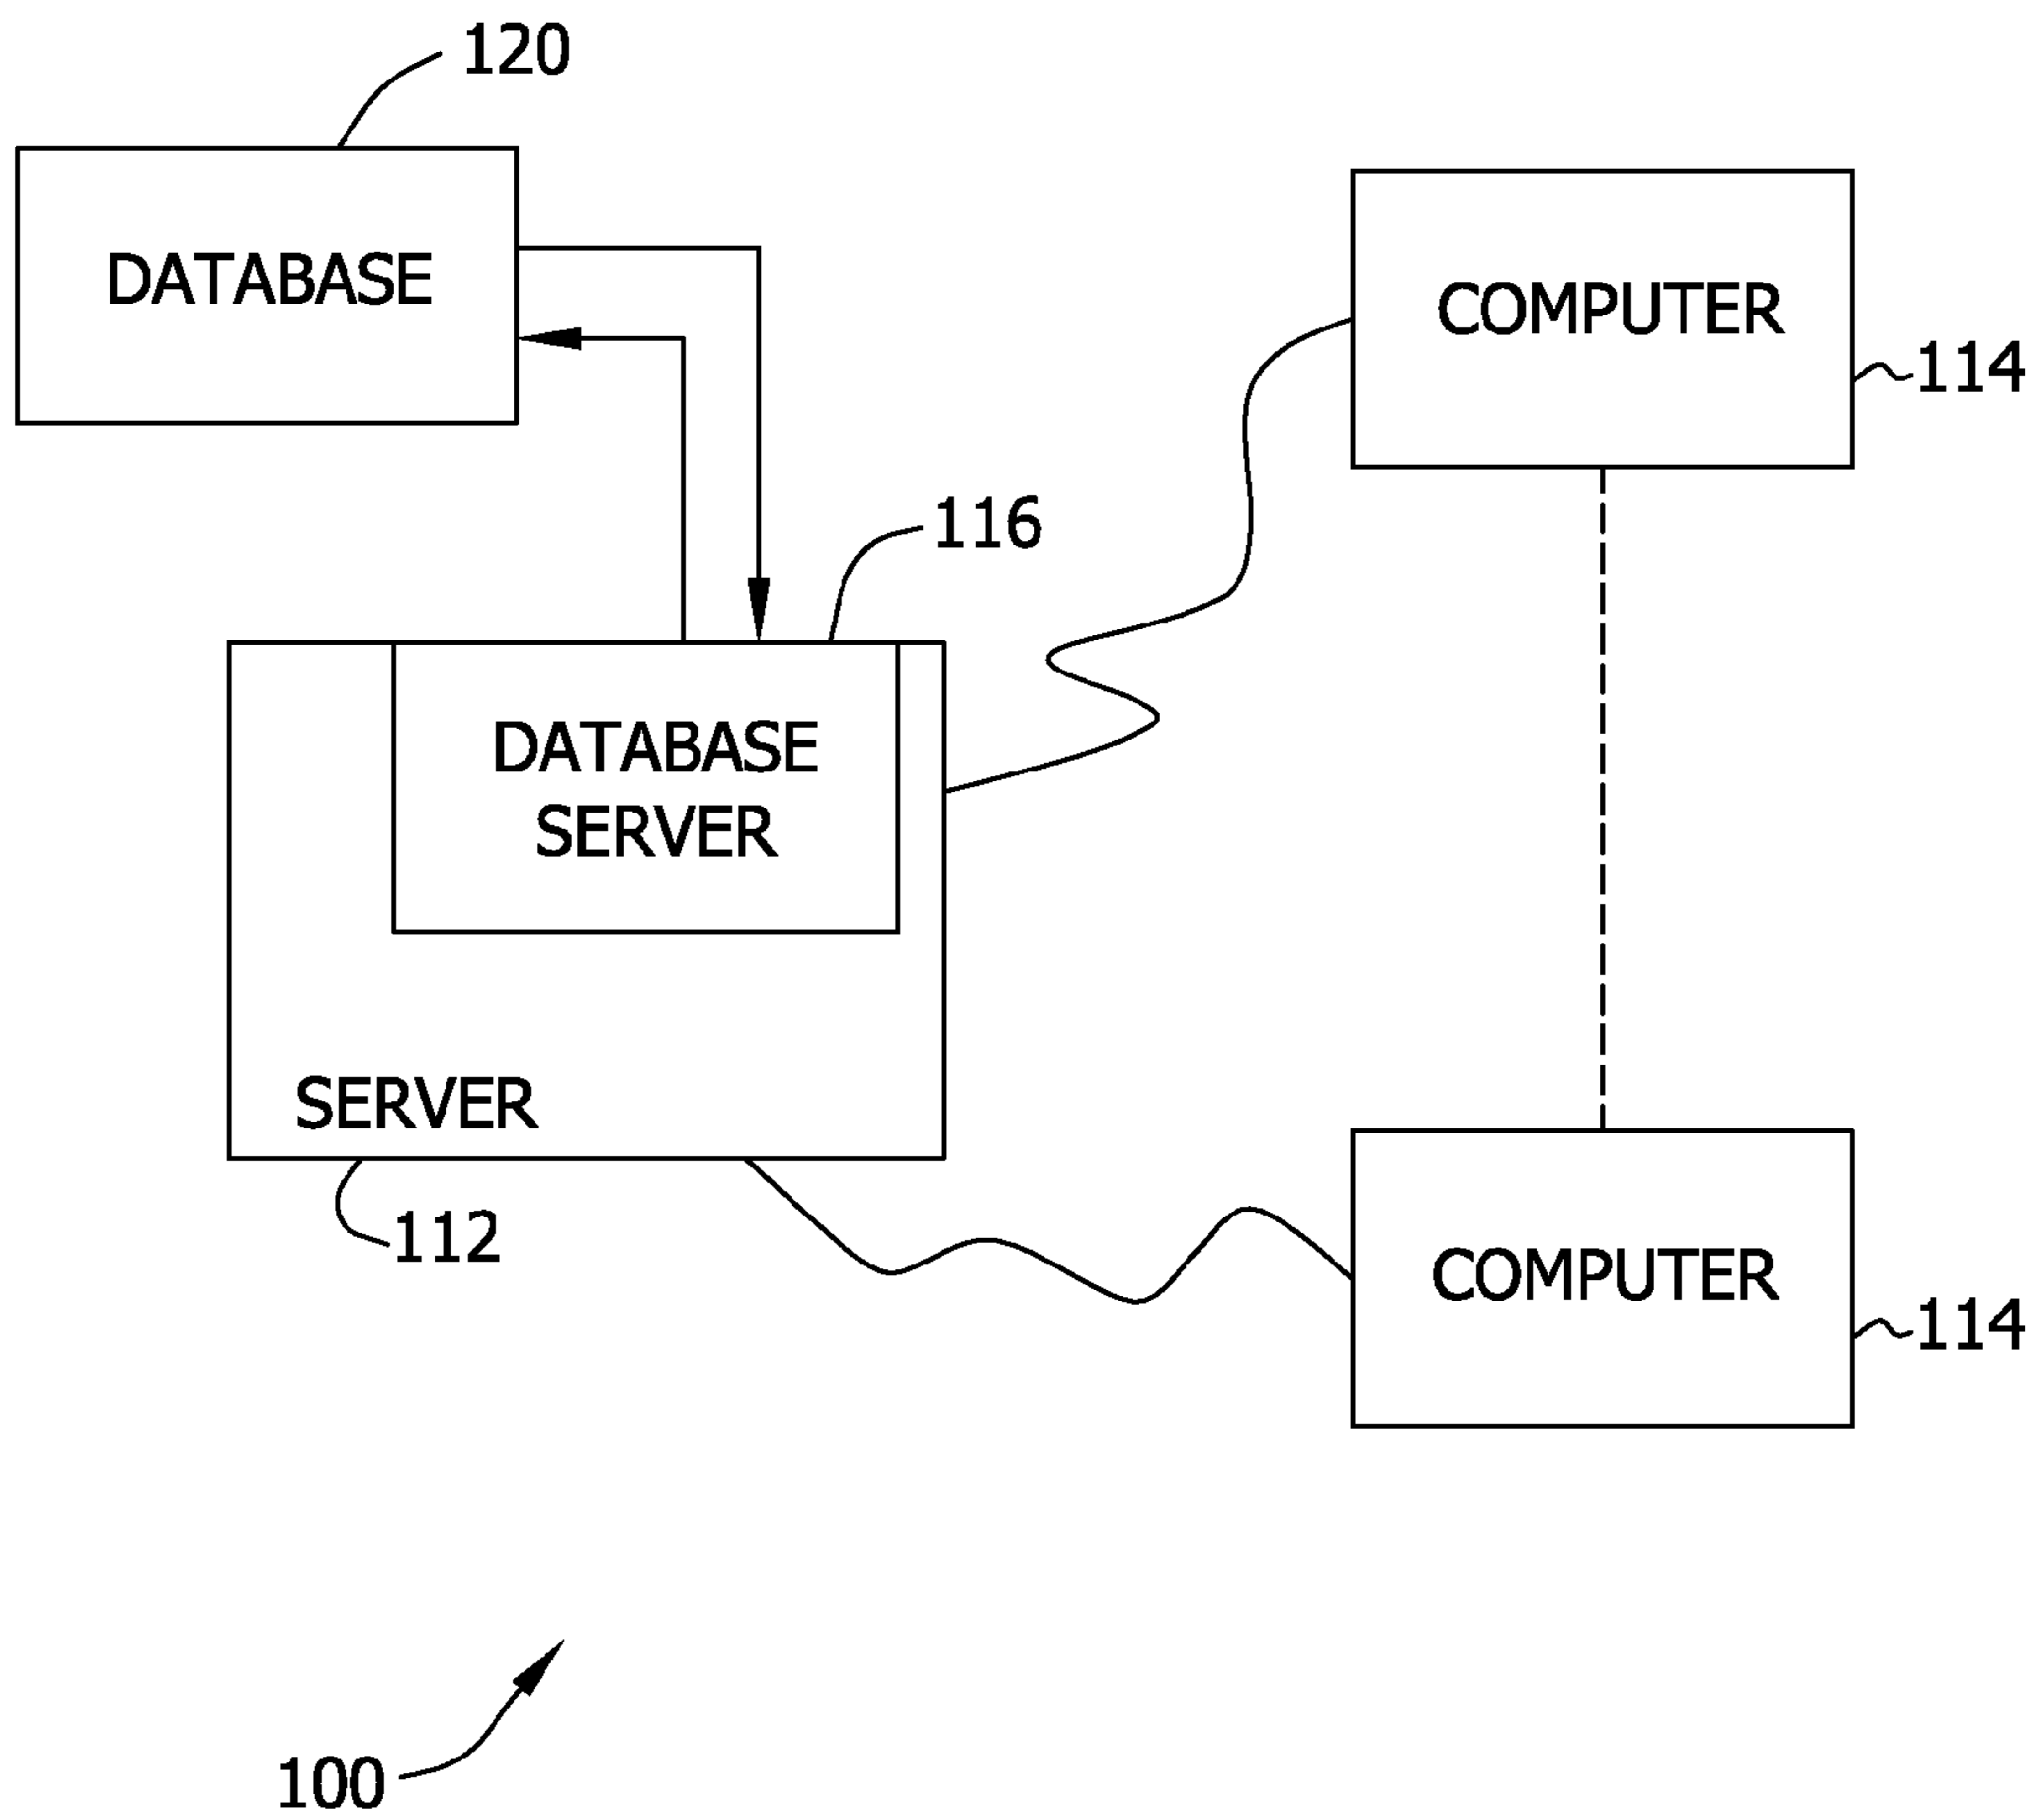 120
DATABASE
COMPUTER
114
116
DATABASE
SERVER
SERVER
112
COMPUTER
114
100